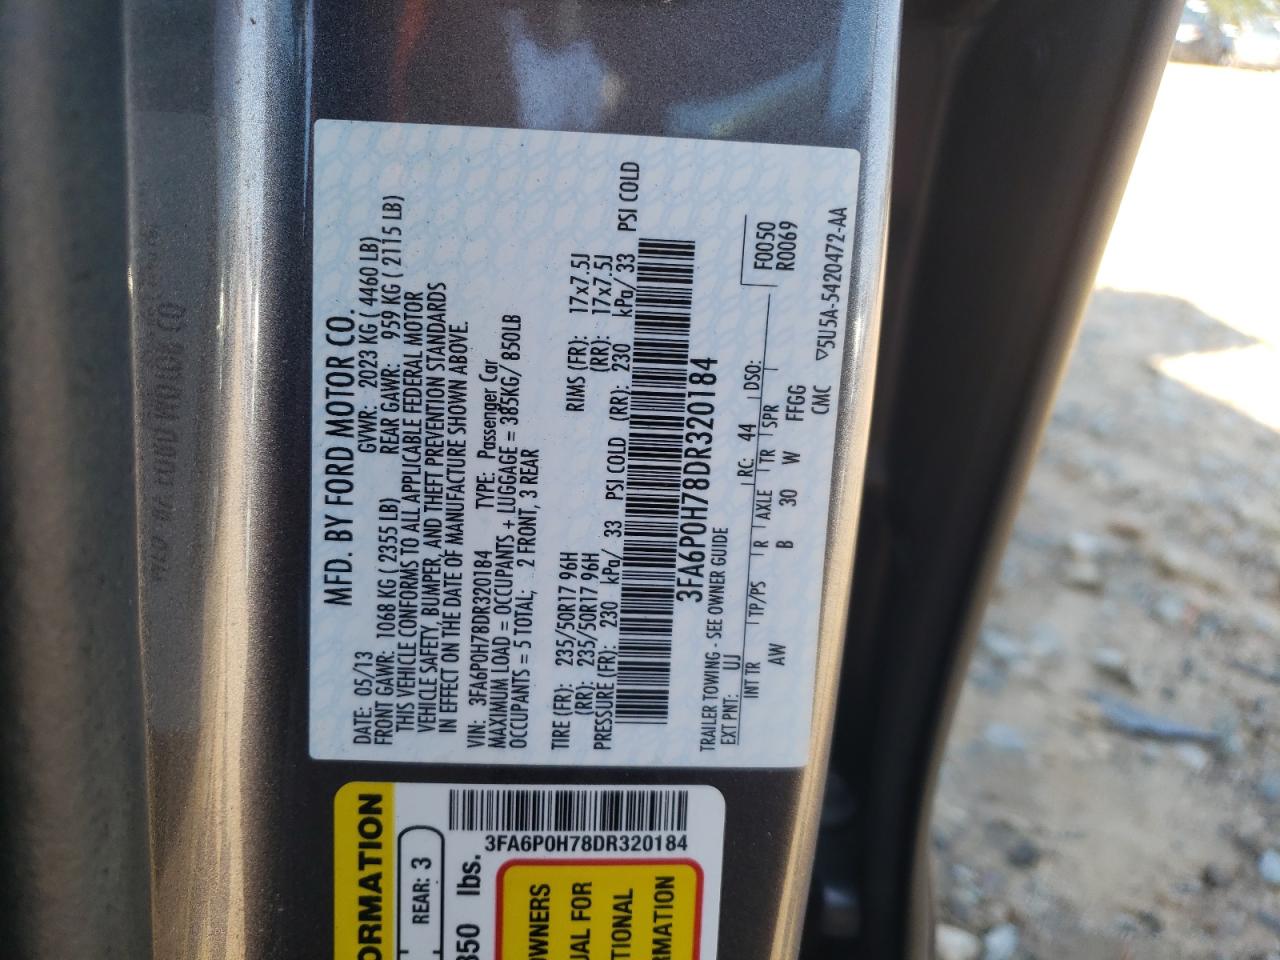 MFD. BY FORD MOTOR CO.
DATE: 05/13 GVWR: 2023 KG ( 4460 LB)
FRONT GAWR: 1068 KG ( 2355 LB) REAR GAWR: 959 KG ( 2115 LB)
THIS VEHICLE CONFORMS TO ALL APPLICABLE FEDERAL MOTOR
VEHICLE SAFETY, BUMPER, AND THEFT PREVENTION STANDARDS
IN EFFECT ON THE DATE OF MANUFACTURE SHOWN ABOVE.
VIN: 3FA6P0H78DR320184 TYPE: Passenger Car
MAXIMUM LOAD = OCCUPANTS + LUGGAGE = 385KG/ 850LB
OCCUPANTS = 5 TOTAL; 2 FRONT, 3 REAR
TIRE (FR): 235/50R17 96H RIMS (FR): 17x7.5J
(RR): 235/50R17 96H (RR): 17x7.5J
PRESSURE (FR): 230 kPa/ 33 PSI COLD (RR): 230 kPa/ 33 PSI COLD
3FA6P0H78DR320184
TRAILER TOWING - SEE OWNER GUIDE
F0050
EXT PNT: UJ RC: 44 DSO: R0069
INT TR TP/PS R AXLE TR SPR
AW B 30 W FFGG
CMC ▽5U5A-5420472-AA
ORMATION
REAR: 3
850 lbs.
3FA6P0H78DR320184
OWNERS
UAL FOR
TIONAL
RMATION